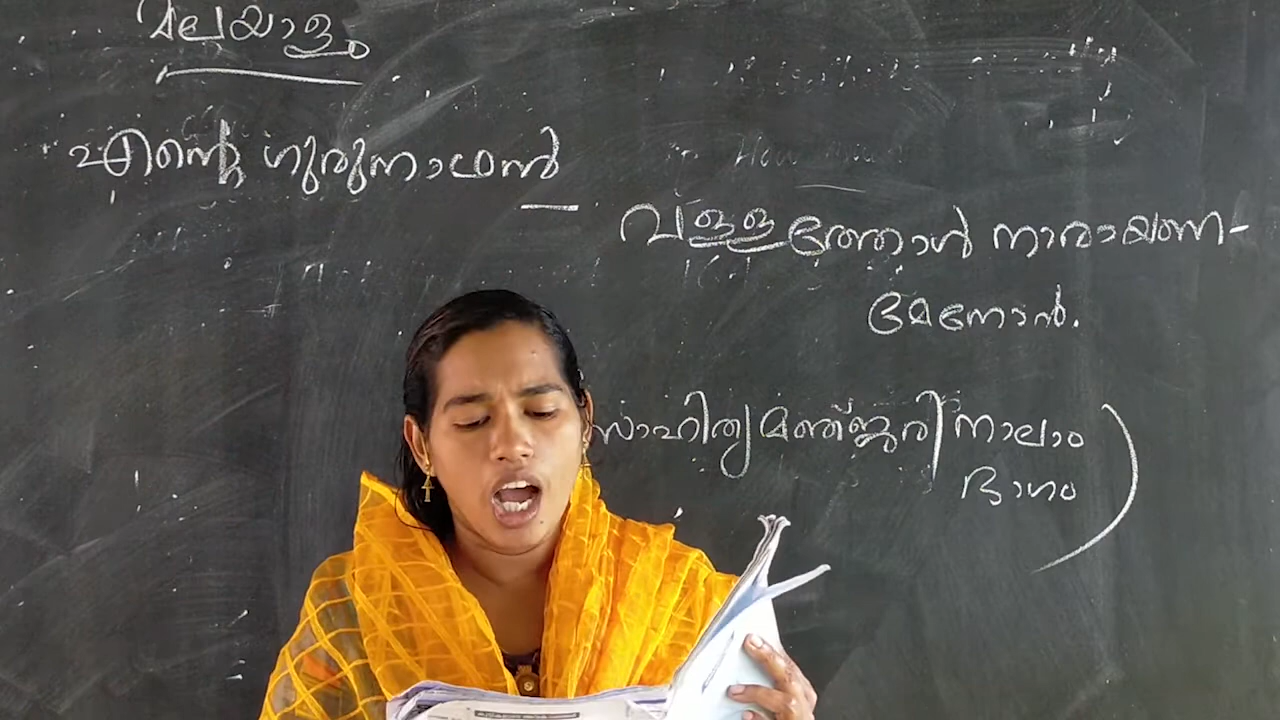 മലയാളം
എന്റെ ഗുരുനാഥൻ
വള്ളത്തോൾ നാരായണ-
മേനോൻ.
സാഹിത്യമഞ്ജരി നാലാം
ഭാഗം)